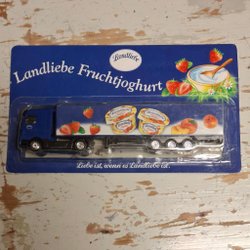 Landliebe
Landliebe Fruchtjoghurt
Liebe ist, wenn es Landliebe ist.